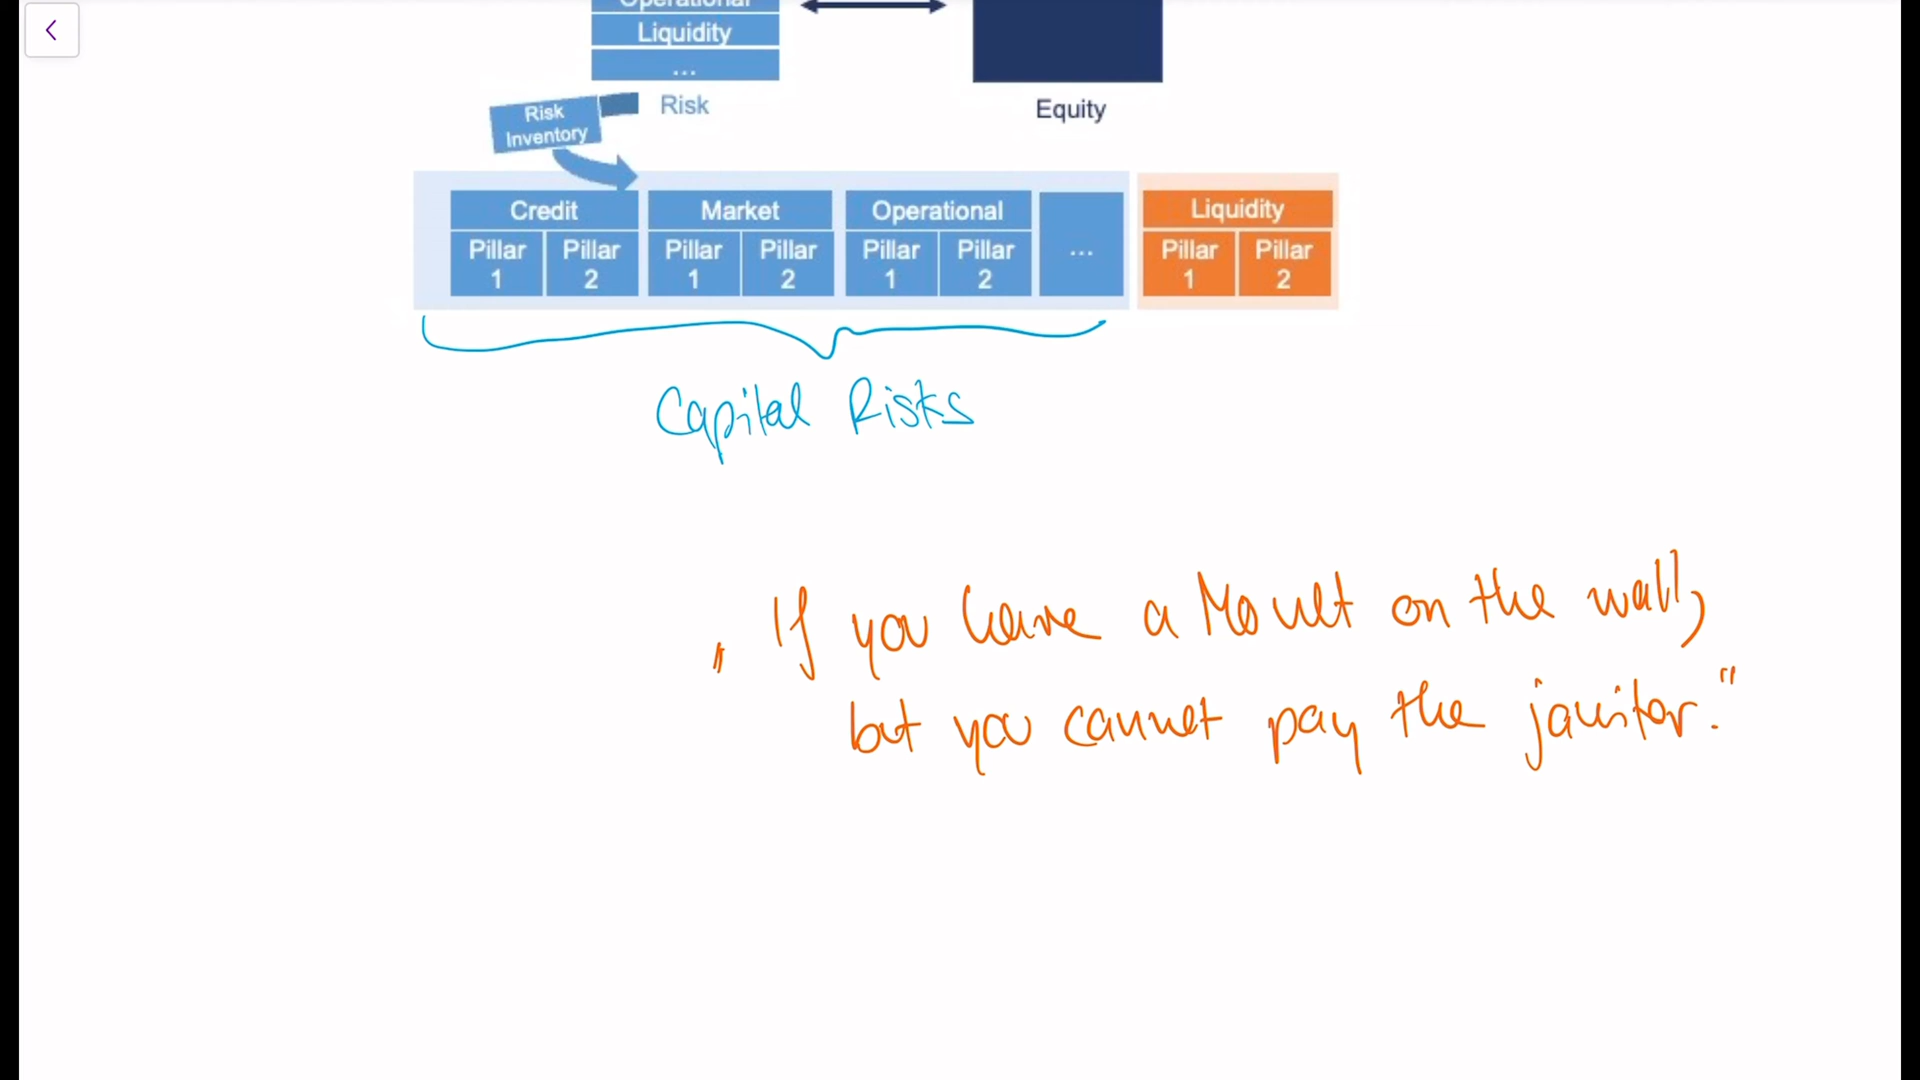 Operational
Liquidity
...
Risk
Equity
Risk
Inventory
Credit
Market
Operational
...
Liquidity
Pillar 1
Pillar 2
Pillar 1
Pillar 2
Pillar 1
Pillar 2
Pillar 1
Pillar 2
Capital Risks
„If you have a on the wall,
but you cannot pay the janitor."